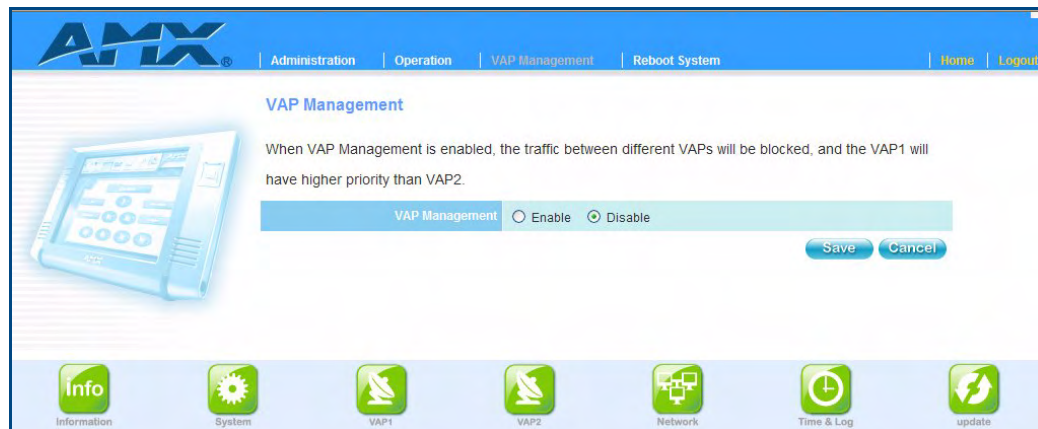 AMX®
Administration | Operation | VAP Management | Reboot System | Home | Logout
VAP Management
When VAP Management is enabled, the traffic between different VAPs will be blocked, and the VAP1 will
have higher priority than VAP2.
VAP Management Enable Disable
Save Cancel
info
Information System VAP1 VAP2 Network Time & Log update